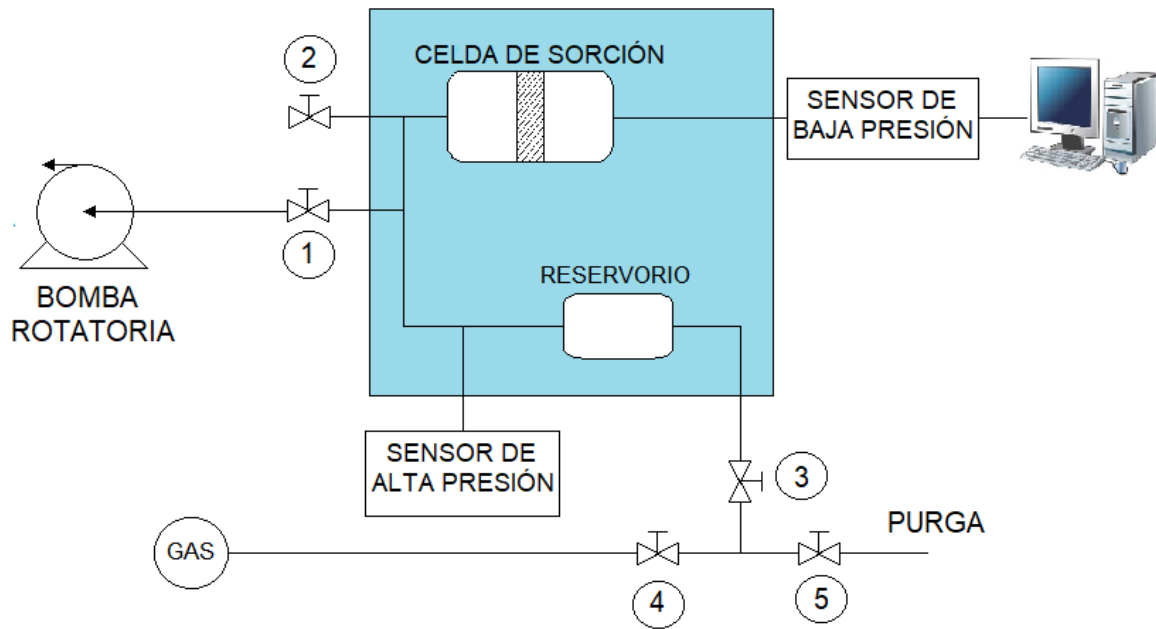 2
CELDA DE SORCIÓN
SENSOR DE
BAJA PRESIÓN
1
BOMBA
ROTATORIA
RESERVORIO
SENSOR DE
ALTA PRESIÓN
3
PURGA
GAS
4
5